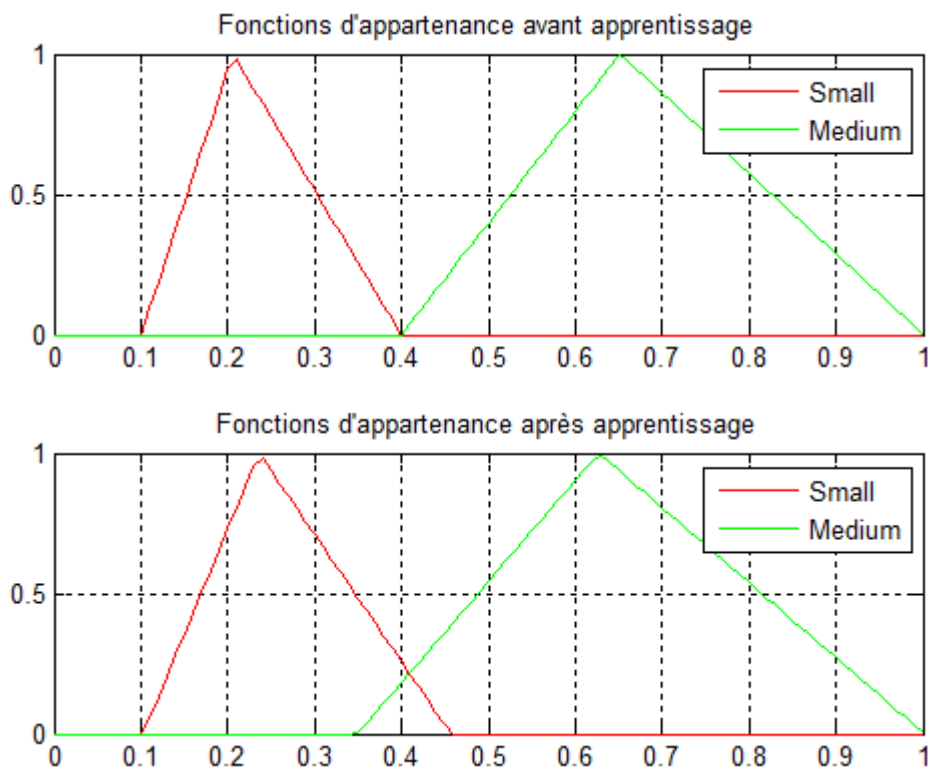 Fonctions d'appartenance avant apprentissage
1
0.5
0
Small
Medium
0 0.1 0.2 0.3 0.4 0.5 0.6 0.7 0.8 0.9 1
Fonctions d'appartenance après apprentissage
1
0.5
0
Small
Medium
0 0.1 0.2 0.3 0.4 0.5 0.6 0.7 0.8 0.9 1